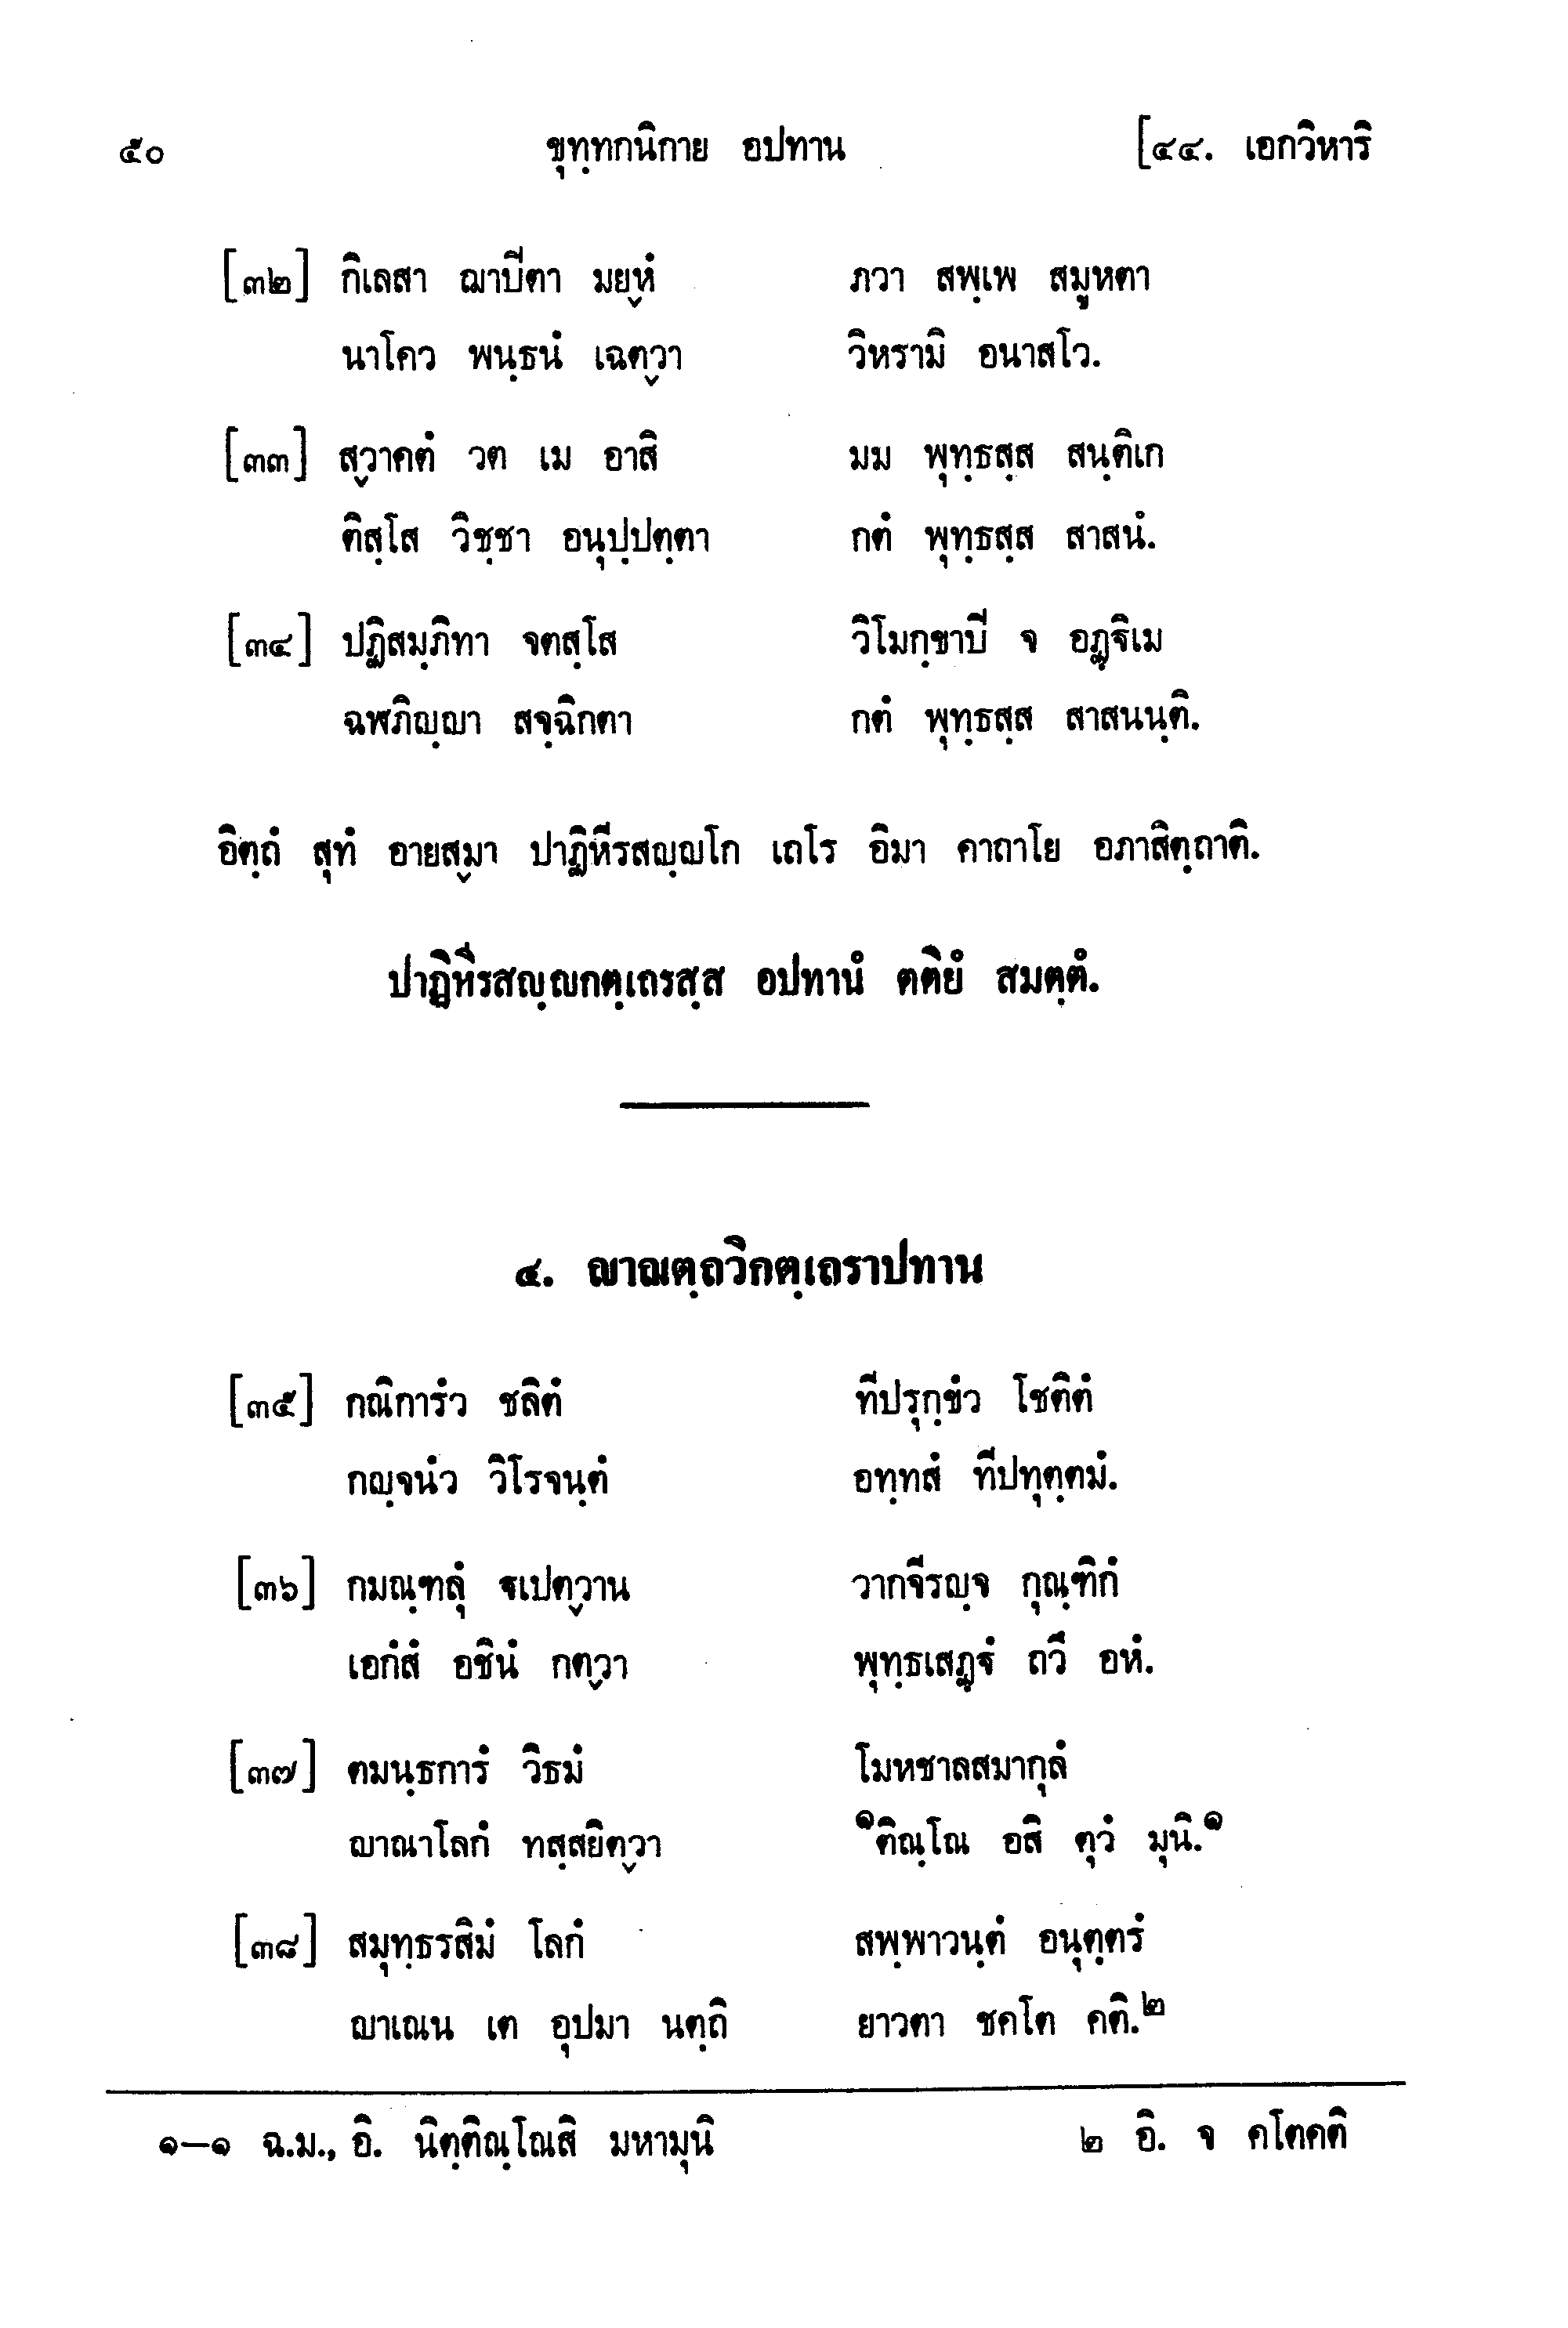 ๕๐ ขุทฺทกนิกาย อปทาน [๔๔. เอกวิหาริ
[๓๒] กิเลสา ฌาปีตา มยฺหํ ภวา สพฺเพ สมูหตา
นาโคว พนฺธนํ เฉตฺวา วิหรามิ อนาสโว.
[๓๓] สฺวาคตํ วต เม อาสิ มม พุทฺธสฺส สนฺติเก
ติสฺโส วิชฺชา อนุปฺปตฺตา กตํ พุทฺธสฺส สาสนํ.
[๓๔] ปฏิสมฺภิทา จตสฺโส วิโมกฺขาปี จ อฏฺฐิเม
ฉฬภิญฺญา สจฺฉิกตา กตํ พุทฺธสฺส สาสนนฺติ.
อิตฺถํ สุทํ อายสฺมา ปาฏิหีรสญฺญโก เถโร อิมา คาถาโย อภาสิตฺถาติ.
ปาฏิหีรสญฺญกตฺเถรสฺส อปทานํ ตติยํ สมตฺตํ.
๔. ญาณตฺถวิกตฺเถราปทาน
[๓๕] กณิการํว ชลิตํ ทีปรุกฺขํว โชติตํ
กญฺจนํว วิโรจนฺตํ อทฺทสํ ทีปทุตฺตมํ.
[๓๖] กมณฺฑลุํ ฐเปตฺวาน วากจีรญฺจ กุณฺฑิกํ
เอกํสํ อชินํ กตฺวา พุทฺธเสฏฺฐํ ถวึ อหํ.
[๓๗] ตมนฺธการํ วิธมํ โมหชาลสมากุลํ
ญาณาโลกํ ทสฺสยิตฺวา ๑ติณฺโณ อสิ ตุวํ มุนิ.๑
[๓๘] สมุทฺธรสิมํ โลกํ สพฺพาวนฺตํ อนุตฺตรํ
ญาเณน เต อุปมา นตฺถิ ยาวตา ชคโต คติ.๒
๑–๑ ฉ.ม., อิ. นิตฺติณฺโณสิ มหามุนิ ๒ อิ. จ คโตคติ